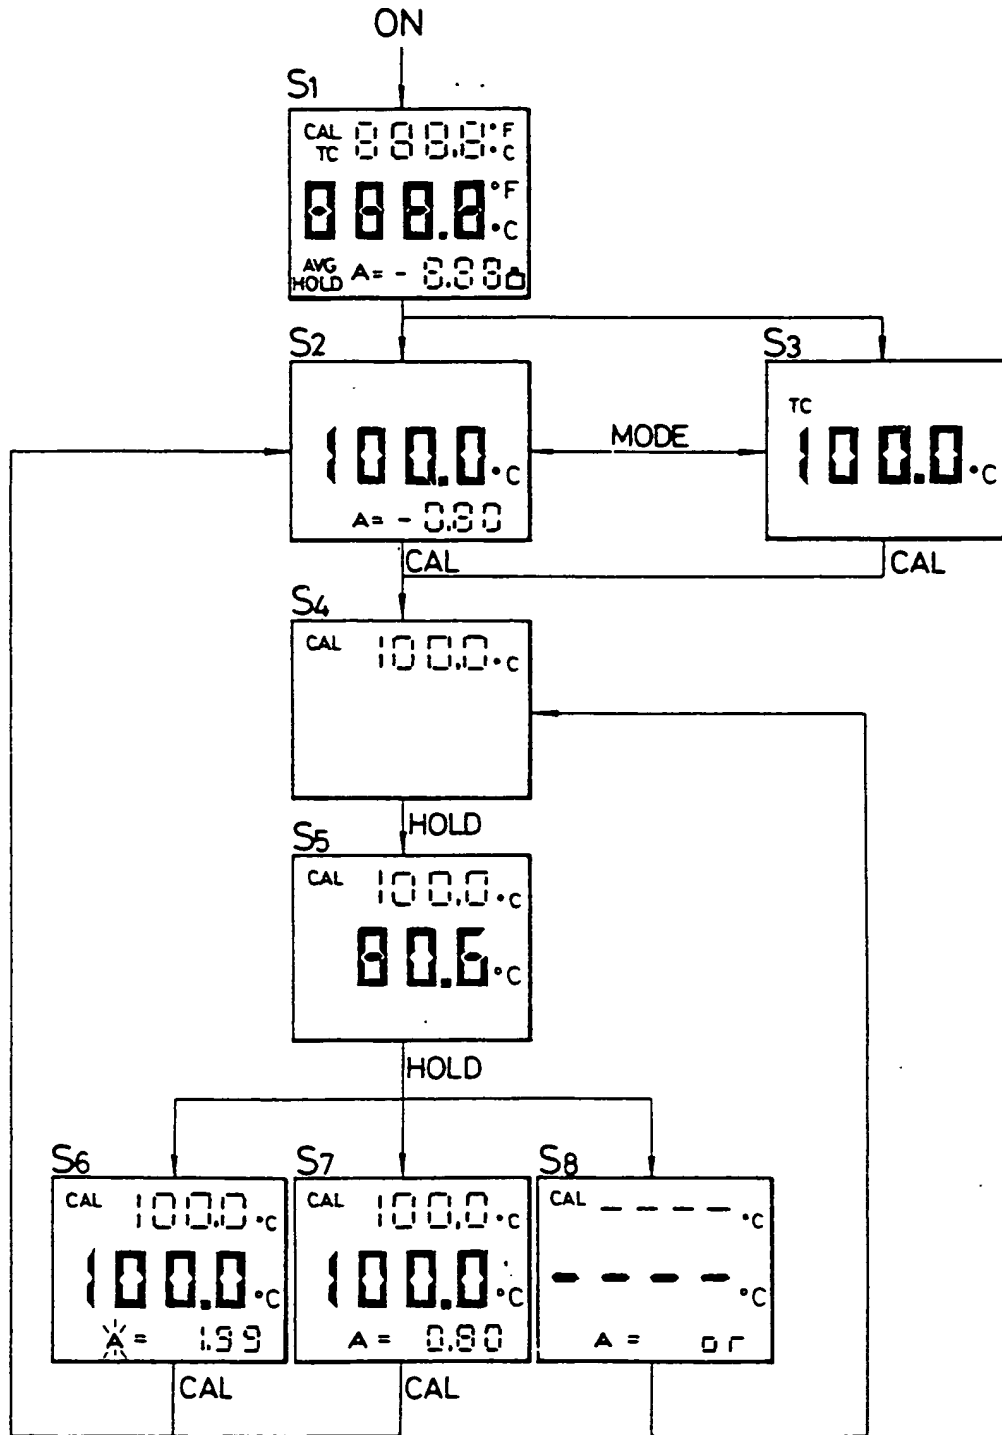 ON
S1
CAL 888.8 °F
TC °C
888.8 °F
°C
AVG
HOLD A = - 8.88
S2
100.0 °C
A = - 0.80
MODE
S3
TC
100.0 °C
CAL
CAL
S4
CAL 100.0 °C
HOLD
S5
CAL 100.0 °C
80.6 °C
HOLD
S6
CAL 100.0 °C
100.0 °C
A = 1.99
S7
CAL 100.0 °C
100.0 °C
A = 0.80
S8
CAL ---- °C
---- °C
A = or
CAL
CAL